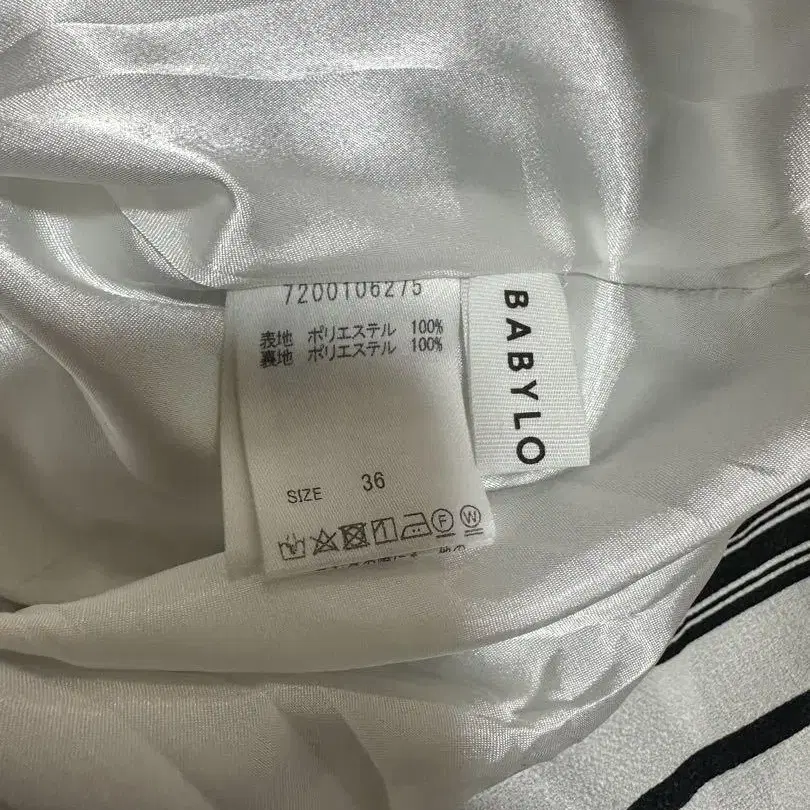 7200106275
表地 ポリエステル 100%
裏地 ポリエステル 100%
SIZE 36
F W
BABYLO